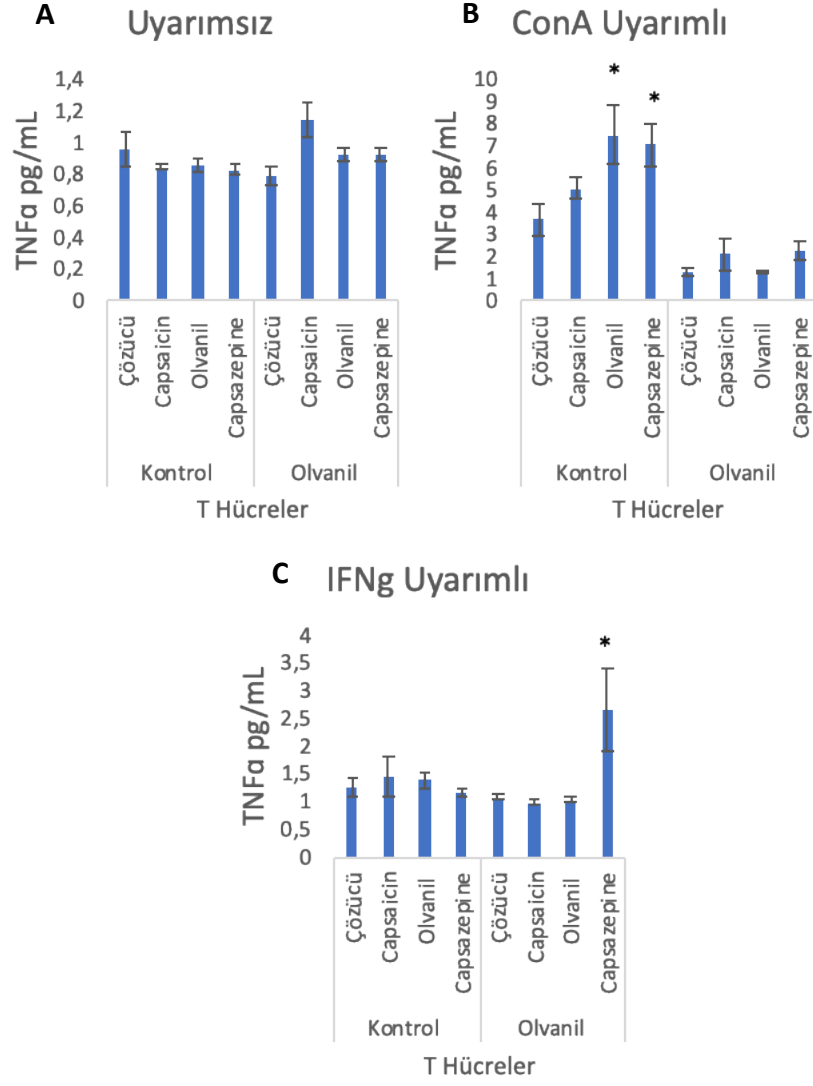 A
Uyarımsız
TNFα pg/mL
1,4
1,2
1
0,8
0,6
0,4
0,2
0
Çözücü
Capsaicin
Olvanil
Capsazepine
Çözücü
Capsaicin
Olvanil
Capsazepine
Kontrol
Olvanil
T Hücreler
B
ConA Uyarımlı
TNFα pg/mL
10
9
8
7
6
5
4
3
2
1
0
*
*
Çözücü
Capsaicin
Olvanil
Capsazepine
Çözücü
Capsaicin
Olvanil
Capsazepine
Kontrol
Olvanil
T Hücreler
C
IFNg Uyarımlı
TNFα pg/mL
4
3,5
3
2,5
2
1,5
1
0,5
0
*
Çözücü
Capsaicin
Olvanil
Capsazepine
Çözücü
Capsaicin
Olvanil
Capsazepine
Kontrol
Olvanil
T Hücreler